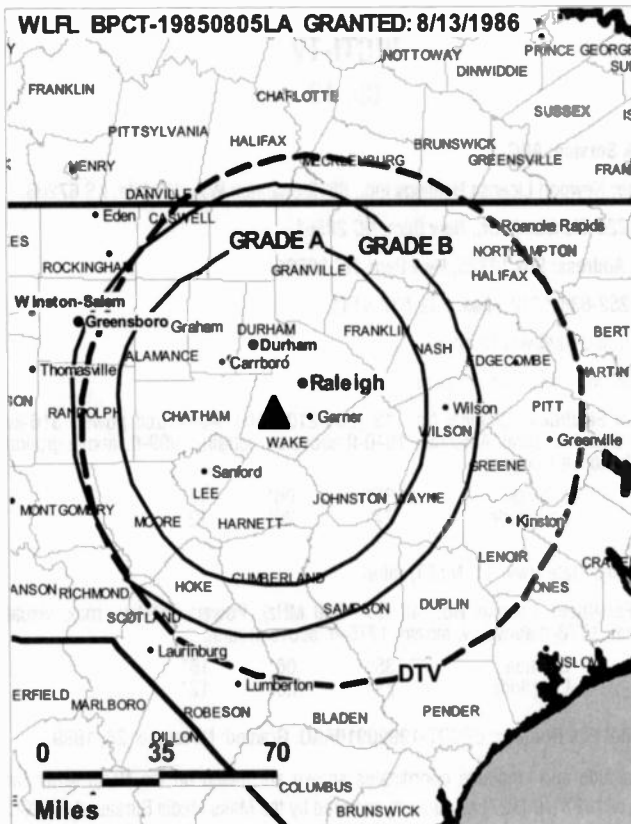 WLFL BPCT-19850805LA GRANTED: 8/13/1986
NOTTOWAY
PRINCE GEORGE
DINWIDDIE
FRANKLIN
CHARLOTTE
SUSSEX
PITTSYLVANIA
HALIFAX
BRUNSWICK
HENRY
MECKLENBURG
GREENSVILLE
DANVILLE
Eden
CASWELL
Roanoke Rapids
GRADE A
GRADE B
NORTHAMPTON
ROCKINGHAM
GRANVILLE
HALIFAX
Winston-Salem
Greensboro
Graham
DURHAM
FRANKLIN
BERT
Durham
NASH
ALAMANCE
Carrboro
EDGECOMBE
Thomasville
MARTIN
Raleigh
RANDOLPH
CHATHAM
Garner
Wilson
PITT
WAKE
WILSON
Greenville
Sanford
GREENE
LEE
JOHNSTON
WAYNE
MONTGOMERY
MOORE
HARNETT
Kinston
LENOIR
CUMBERLAND
JONES
ANSON
RICHMOND
HOKE
SAMPSON
DUPLIN
SCOTLAND
Laurinburg
DTV
ONSLOW
Lumberton
ERFIELD
MARLBORO
ROBESON
BLADEN
PENDER
DILLON
0 35 70
COLUMBUS
Miles
BRUNSWICK